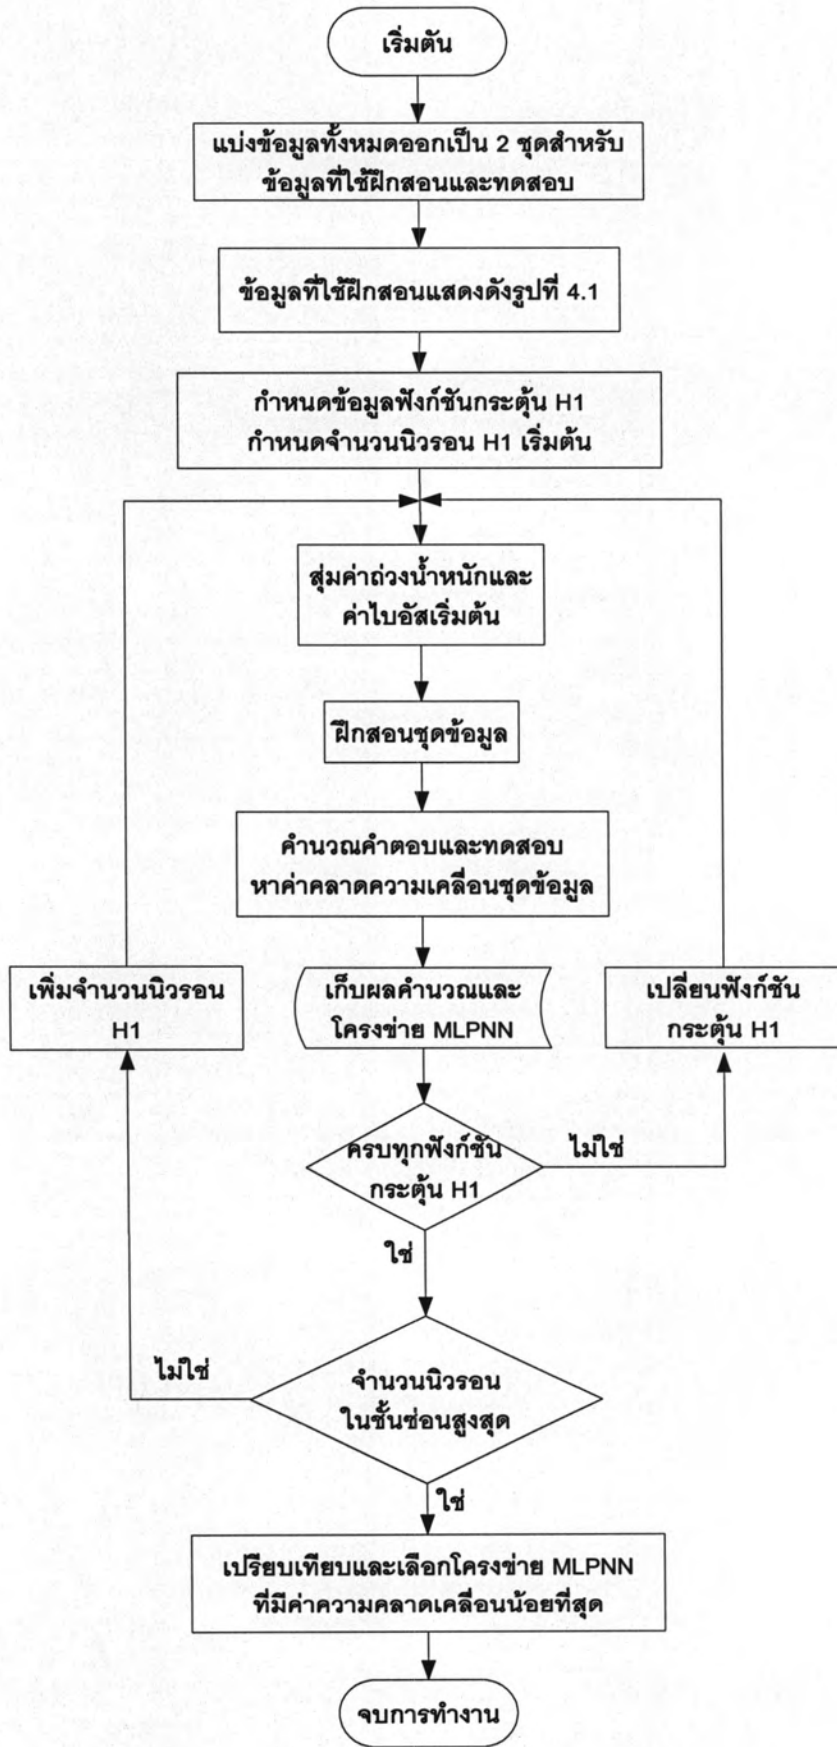 เริ่มต้น
แบ่งข้อมูลทั้งหมดออกเป็น 2 ชุดสำหรับ
ข้อมูลที่ใช้ฝึกสอนและทดสอบ
ข้อมูลที่ใช้ฝึกสอนแสดงดังรูปที่ 4.1
กำหนดข้อมูลฟังก์ชันกระตุ้น H1
กำหนดจำนวนนิวรอน H1 เริ่มต้น
สุ่มค่าถ่วงน้ำหนักและ
ค่าไบอัสเริ่มต้น
ฝึกสอนชุดข้อมูล
คำนวณคำตอบและทดสอบ
หาค่าคลาดความเคลื่อนชุดข้อมูล
เพิ่มจำนวนนิวรอน
H1
เก็บผลคำนวณและ
โครงข่าย MLPNN
เปลี่ยนฟังก์ชัน
กระตุ้น H1
ครบทุกฟังก์ชัน
กระตุ้น H1
ไม่ใช่
ใช่
ไม่ใช่
จำนวนนิวรอน
ในชั้นซ่อนสูงสุด
ใช่
เปรียบเทียบและเลือกโครงข่าย MLPNN
ที่มีค่าความคลาดเคลื่อนน้อยที่สุด
จบการทำงาน